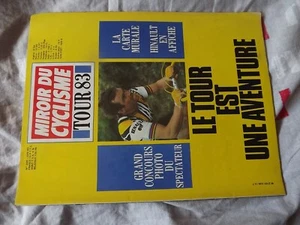 MIROIR DU
CYCLISME
TOUR 83
LA
CARTE
MURALE
HINAULT
EN
AFFICHE
GRAND
CONCOURS
PHOTO
DU
SPECTATEUR
LE TOUR
EST
UNE AVENTURE